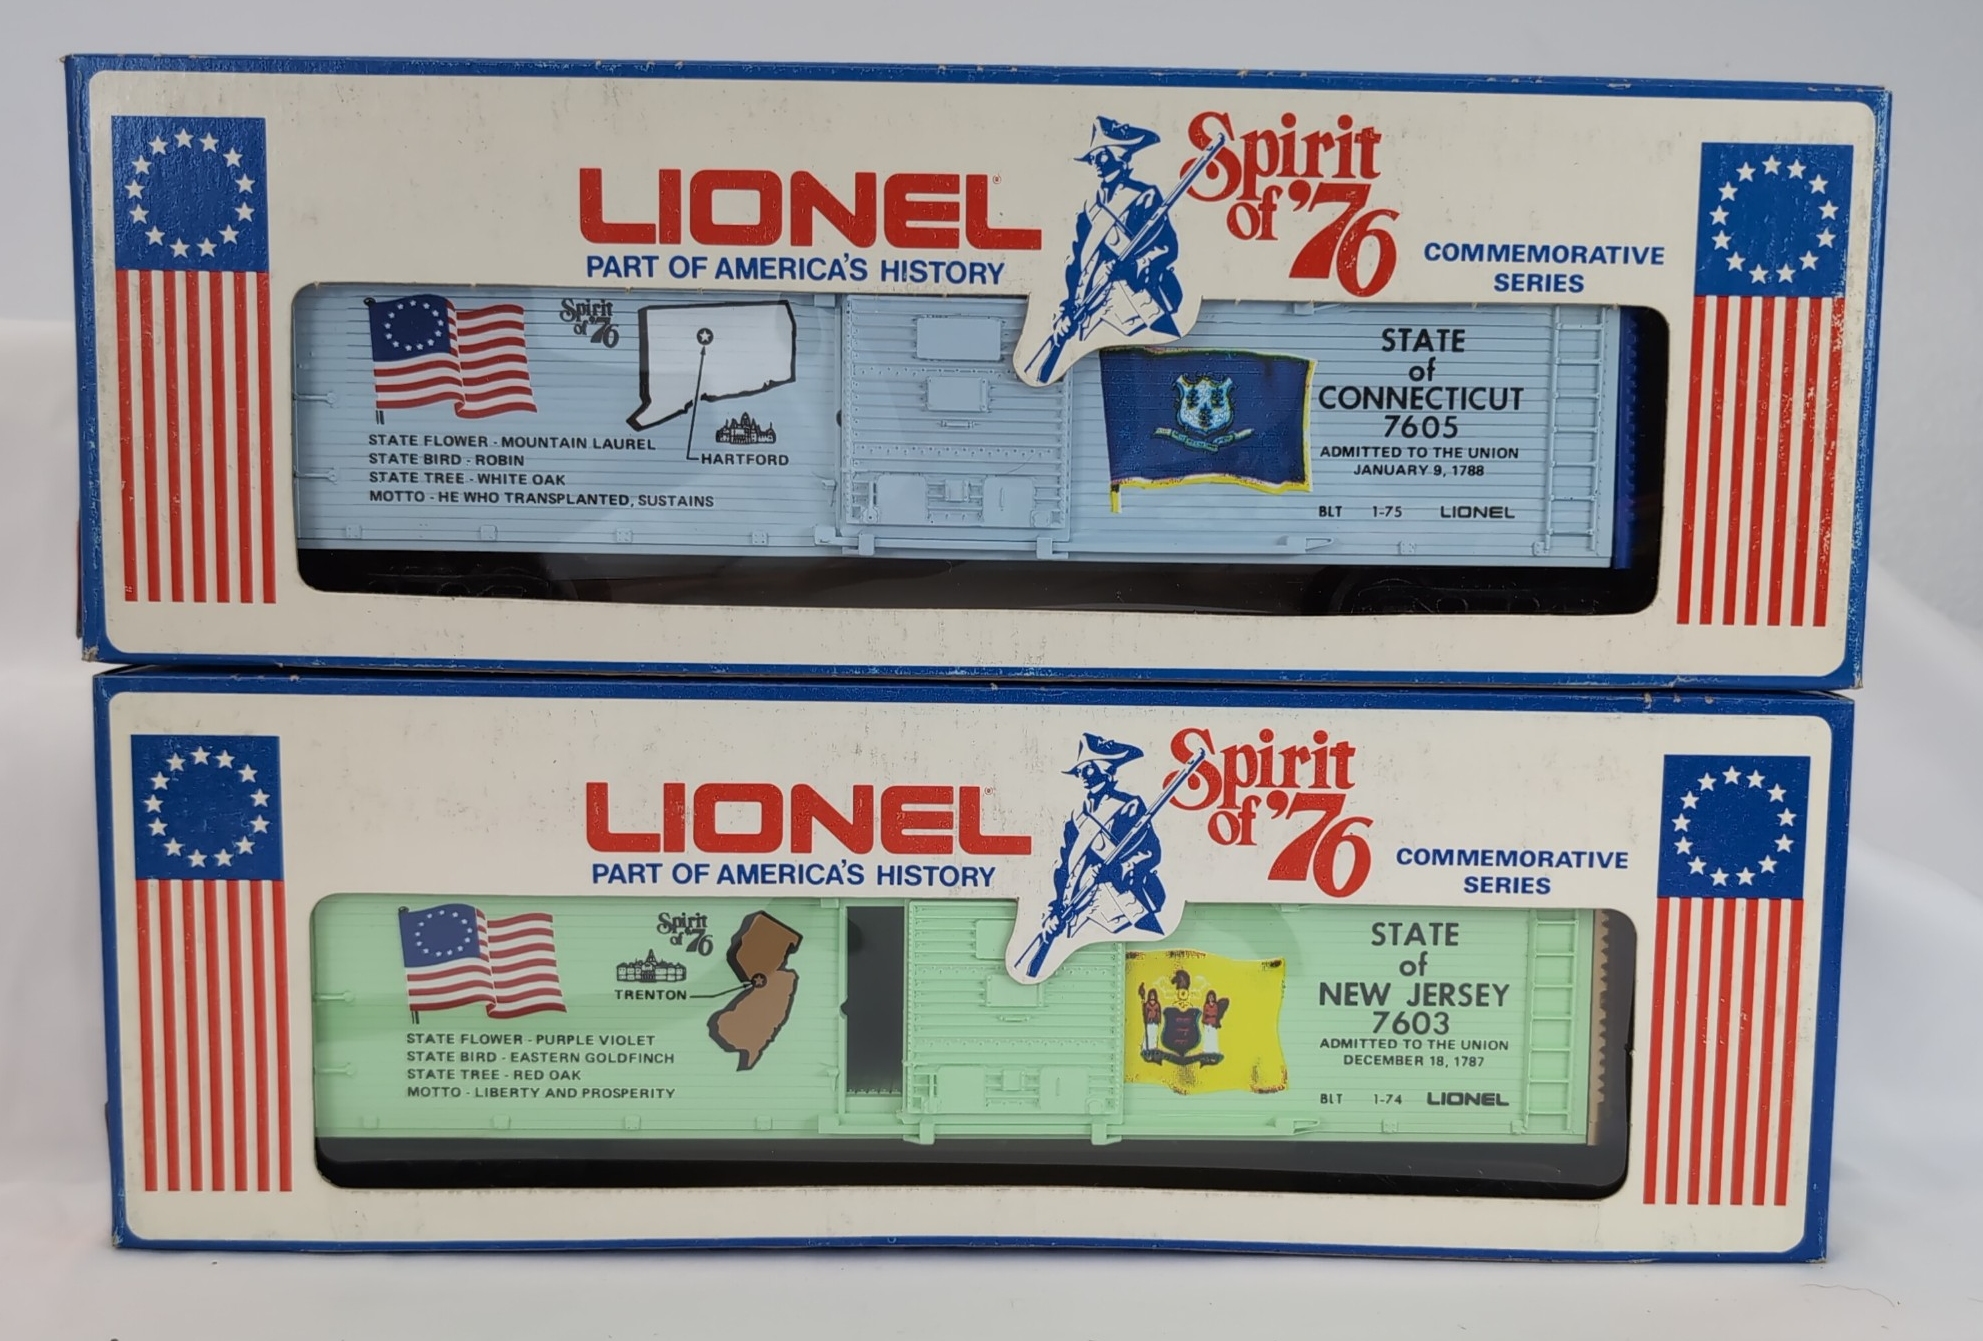 LIONEL®
PART OF AMERICA'S HISTORY
Spirit
of '76
COMMEMORATIVE
SERIES
Spirit
of '76
STATE FLOWER - MOUNTAIN LAUREL
STATE BIRD - ROBIN
STATE TREE - WHITE OAK
MOTTO - HE WHO TRANSPLANTED, SUSTAINS
HARTFORD
STATE
of
CONNECTICUT
7605
ADMITTED TO THE UNION
JANUARY 9, 1788
BLT 1-75 LIONEL
LIONEL®
PART OF AMERICA'S HISTORY
Spirit
of '76
COMMEMORATIVE
SERIES
Spirit
of '76
TRENTON
STATE FLOWER - PURPLE VIOLET
STATE BIRD - EASTERN GOLDFINCH
STATE TREE - RED OAK
MOTTO - LIBERTY AND PROSPERITY
STATE
of
NEW JERSEY
7603
ADMITTED TO THE UNION
DECEMBER 18, 1787
BLT 1-74 LIONEL